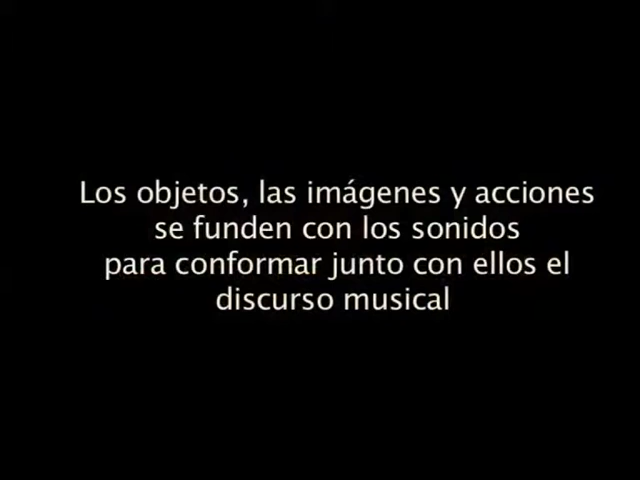 Los objetos, las imágenes y acciones
se funden con los sonidos
para conformar junto con ellos el
discurso musical